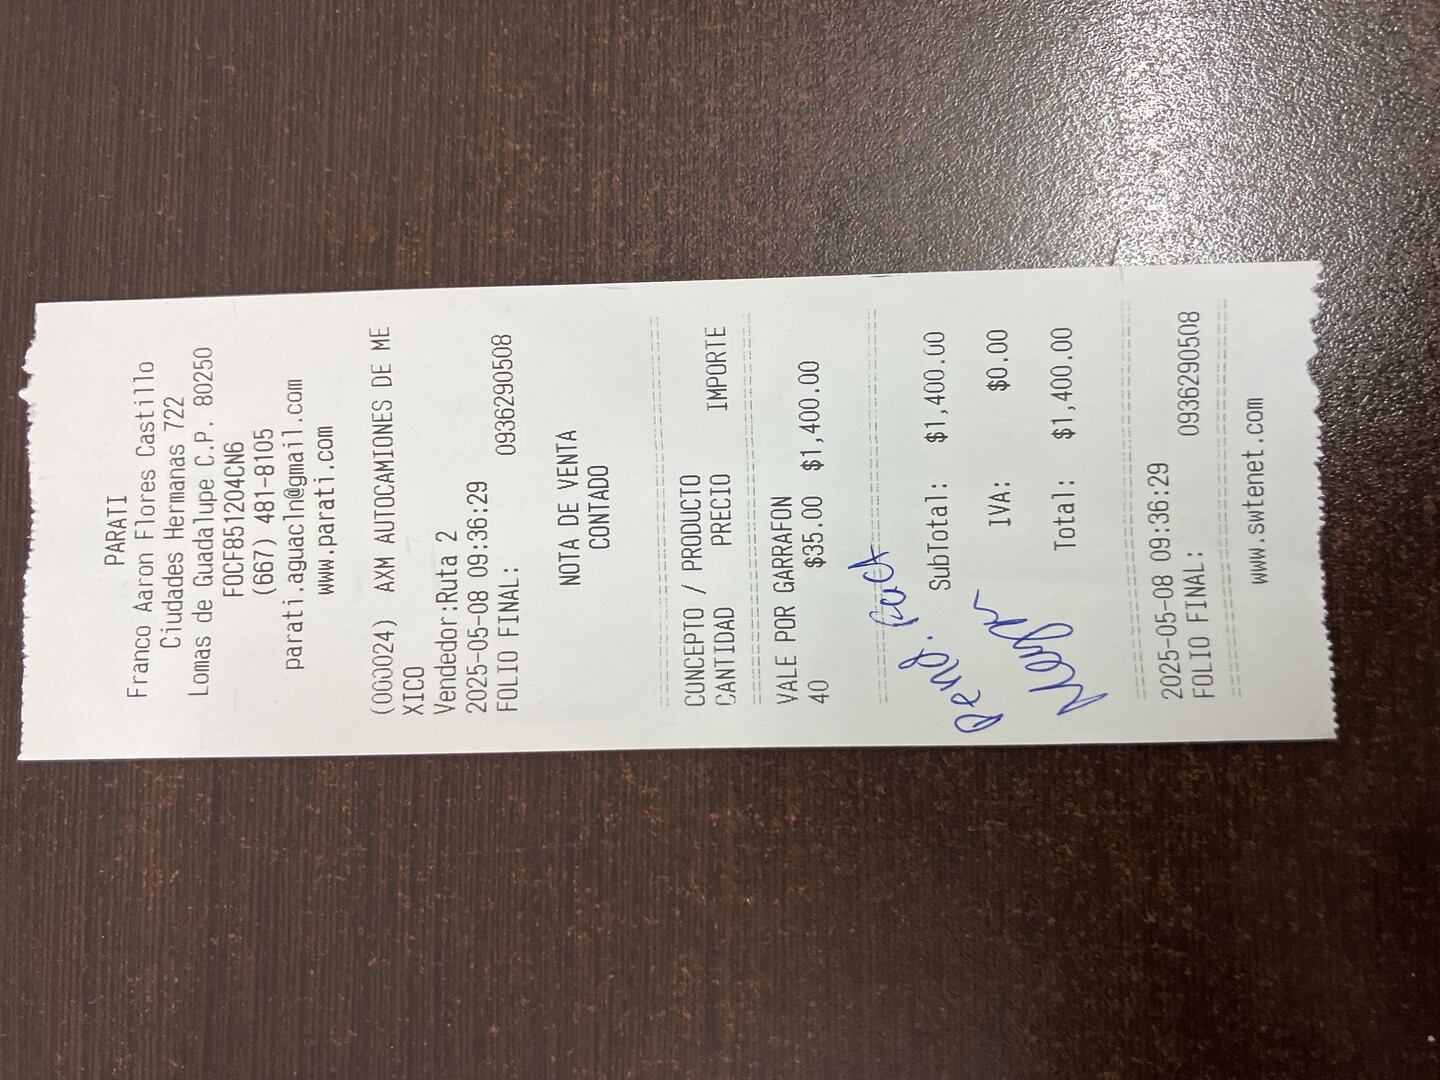 PARATI
Franco Aaron Flores Castillo
Ciudades Hermanas 722
Lomas de Guadalupe C.P. 80250
FOCF851204CN6
(667) 481-8105
parati.aguacln@gmail.com
www.parati.com
(000024) AXM AUTOCAMIONES DE ME
XICO
Vendedor:Ruta 2
2025-05-08 09:36:29
FOLIO FINAL: 0936290508
NOTA DE VENTA
CONTADO
CONCEPTO / PRODUCTO
CANTIDAD PRECIO IMPORTE
VALE POR GARRAFON
40 $35.00 $1,400.00
Pend. Fact
SubTotal: $1,400.00
IVA: $0.00
Total: $1,400.00
2025-05-08 09:36:29
FOLIO FINAL: 0936290508
www.swtenet.com